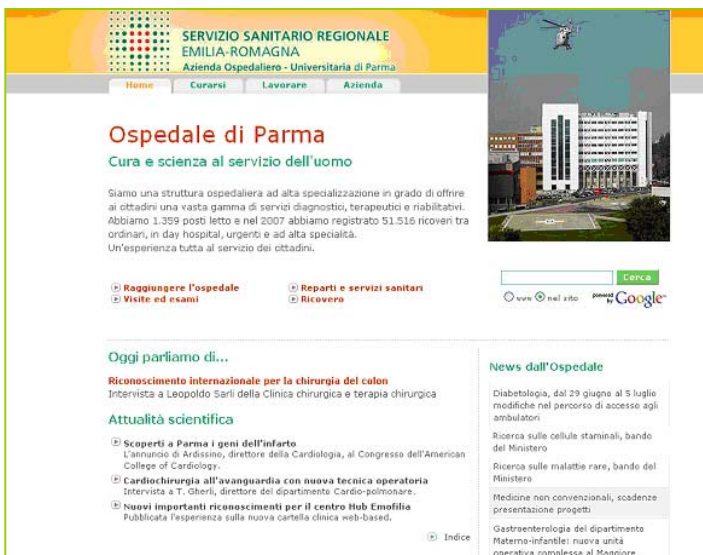 SERVIZIO SANITARIO REGIONALE
EMILIA-ROMAGNA
Azienda Ospedaliero - Universitaria di Parma
Home
Curarsi
Lavorare
Azienda
Ospedale di Parma
Cura e scienza al servizio dell'uomo
Siamo una struttura ospedaliera ad alta specializzazione in grado di offrire
ai cittadini una vasta gamma di servizi diagnostici, terapeutici e riabilitativi.
Abbiamo 1.359 posti letto e nel 2007 abbiamo registrato 51.516 ricoveri tra
ordinari, in day hospital, urgenti e ad alta specialità.
Un'esperienza tutta al servizio dei cittadini.
Raggiungere l'ospedale
Visite ed esami
Reparti e servizi sanitari
Ricovero
Cerca
www nel sito powered by Google
Oggi parliamo di...
Riconoscimento internazionale per la chirurgia del colon
Intervista a Leopoldo Sarli della Clinica chirurgica e terapia chirurgica
Attualità scientifica
Scoperti a Parma i geni dell'infarto
L'annuncio di Ardissino, direttore della Cardiologia, al Congresso dell'American
College of Cardiology.
Cardiochirurgia all'avanguardia con nuova tecnica operatoria
Intervista a T. Gherli, direttore del dipartimento Cardio-polmonare.
Nuovi importanti riconoscimenti per il centro Hub Emofilia
Pubblicata l'esperienza sulla nuova cartella clinica web-based.
Indice
News dall'Ospedale
Diabetologia, dal 29 giugno al 5 luglio
modifiche nel percorso di accesso agli
ambulatori
Ricerca sulle cellule staminali, bando
del Ministero
Ricerca sulle malattie rare, bando del
Ministero
Medicine non convenzionali, scadenze
presentazione progetti
Gastroenterologia del dipartimento
Materno-infantile: nuova unità
operativa complessa al Maggiore